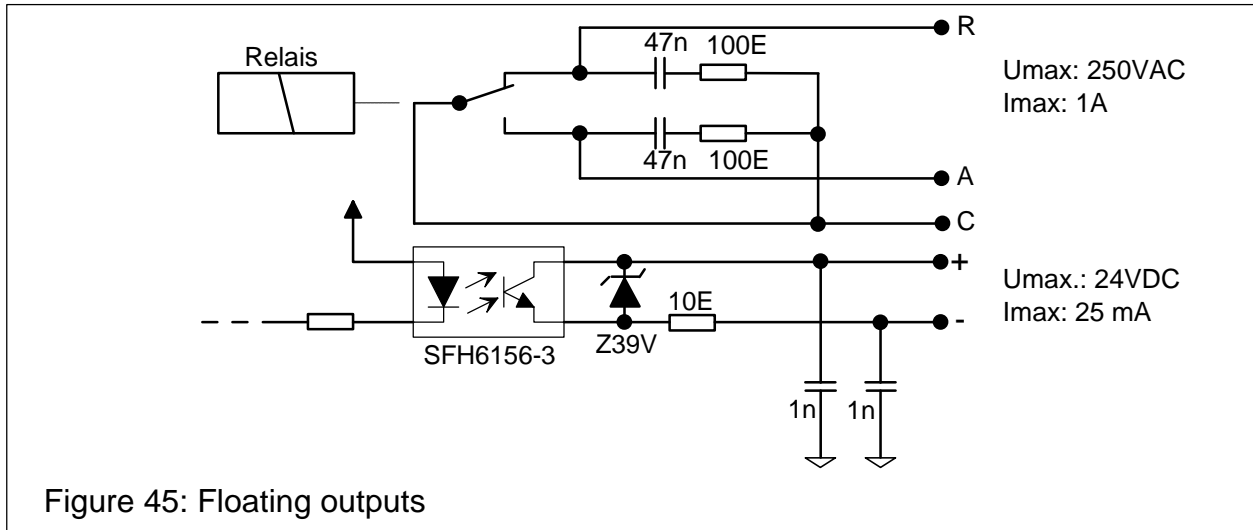 R
47n 100E
Relais
Umax: 250VAC
Imax: 1A
47n 100E
A
C
+
Umax.: 24VDC
10E
Imax: 25 mA
-
Z39V
SFH6156-3
1n 1n
Figure 45: Floating outputs